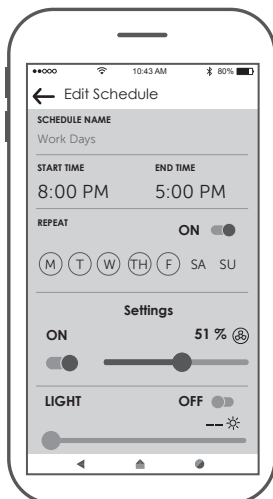 10:43 AM 80%
Edit Schedule
SCHEDULE NAME
Work Days
START TIME END TIME
8:00 PM 5:00 PM
REPEAT ON
M T W TH F SA SU
Settings
ON 51 %
LIGHT OFF
--